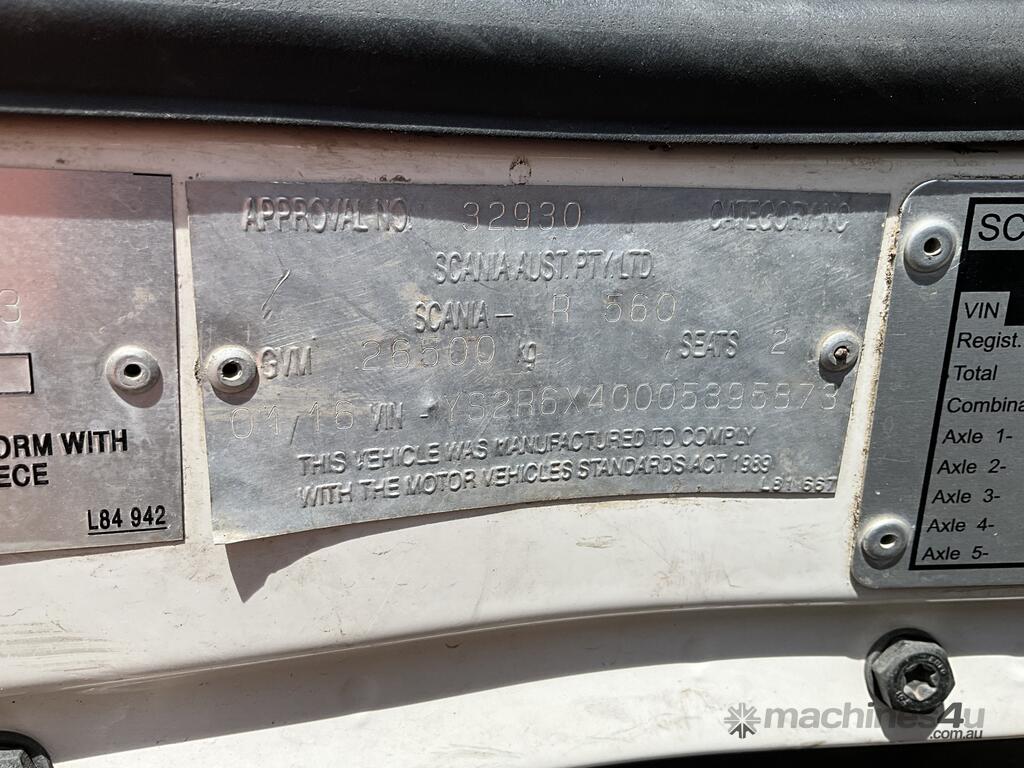 3
ORM WITH
ECE
L84 942
APPROVAL NO. 32930 CATEGORY NC
SCANIA AUST. PTY. LTD.
SCANIA - R 560
GVM 26500 kg SEATS 2
01/16 VIN - YS2R6X40005395873
THIS VEHICLE WAS MANUFACTURED TO COMPLY
WITH THE MOTOR VEHICLES STANDARDS ACT 1989
L81 667
SC
VIN
Regist.
Total
Combina
Axle 1-
Axle 2-
Axle 3-
Axle 4-
Axle 5-
machines4u
.com.au